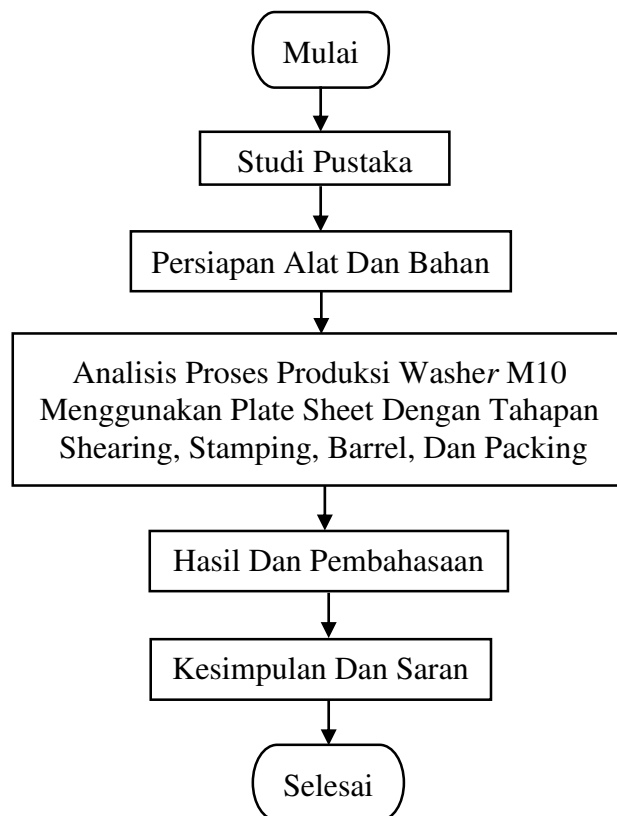 Mulai
Studi Pustaka
Persiapan Alat Dan Bahan
Analisis Proses Produksi Washer M10
Menggunakan Plate Sheet Dengan Tahapan
Shearing, Stamping, Barrel, Dan Packing
Hasil Dan Pembahasaan
Kesimpulan Dan Saran
Selesai